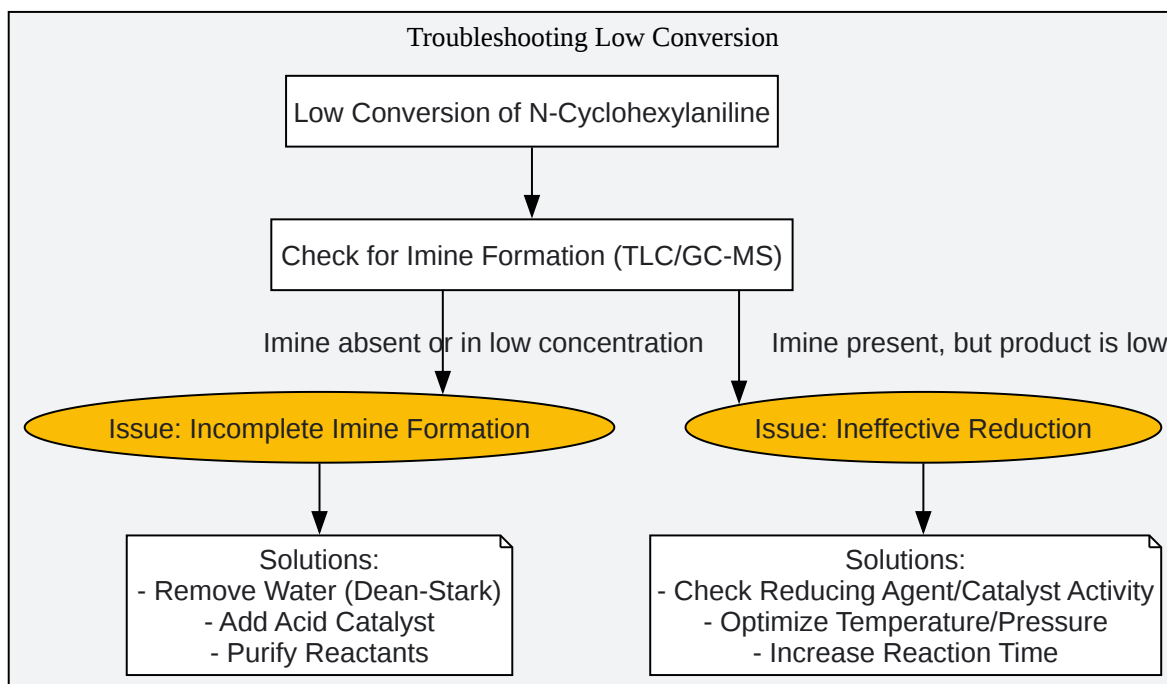 Troubleshooting Low Conversion
Low Conversion of N-Cyclohexylaniline
Check for Imine Formation (TLC/GC-MS)
Imine absent or in low concentration
Imine present, but product is low
Issue: Incomplete Imine Formation
Issue: Ineffective Reduction
Solutions:
- Remove Water (Dean-Stark)
- Add Acid Catalyst
- Purify Reactants
Solutions:
- Check Reducing Agent/Catalyst Activity
- Optimize Temperature/Pressure
- Increase Reaction Time